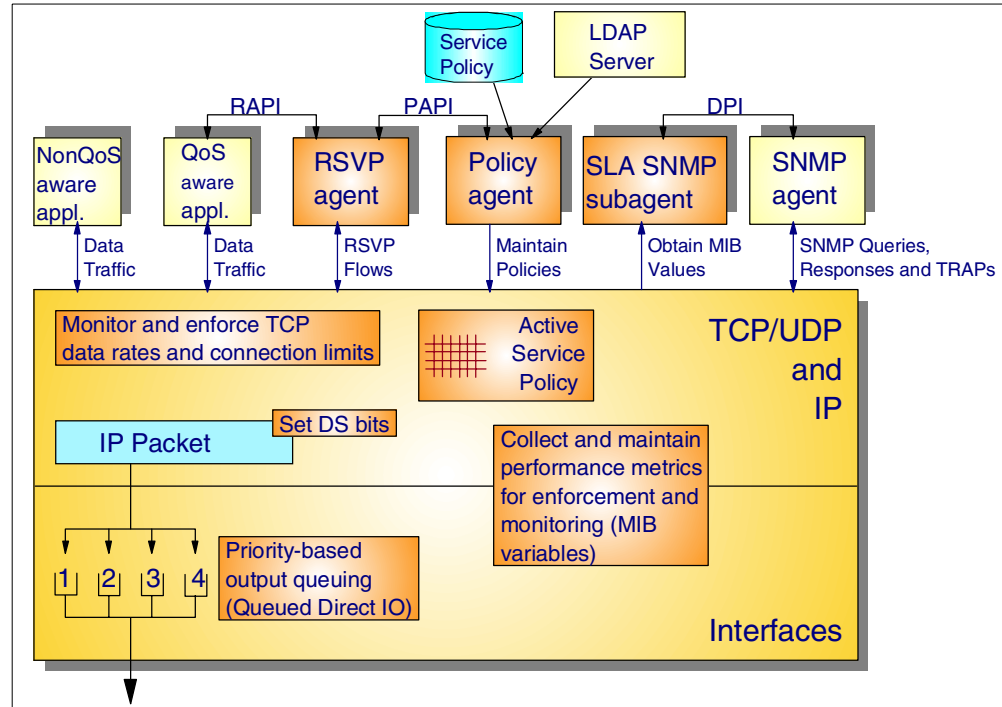 Service
Policy
LDAP
Server
RAPI
PAPI
DPI
NonQoS
aware
appl.
QoS
aware
appl.
RSVP
agent
Policy
agent
SLA SNMP
subagent
SNMP
agent
Data
Traffic
Data
Traffic
RSVP
Flows
Maintain
Policies
Obtain MIB
Values
SNMP Queries,
Responses and TRAPs
Monitor and enforce TCP
data rates and connection limits
Active
Service
Policy
TCP/UDP
and
IP
Set DS bits
IP Packet
Collect and maintain
performance metrics
for enforcement and
monitoring (MIB
variables)
1 2 3 4
Priority-based
output queuing
(Queued Direct IO)
Interfaces